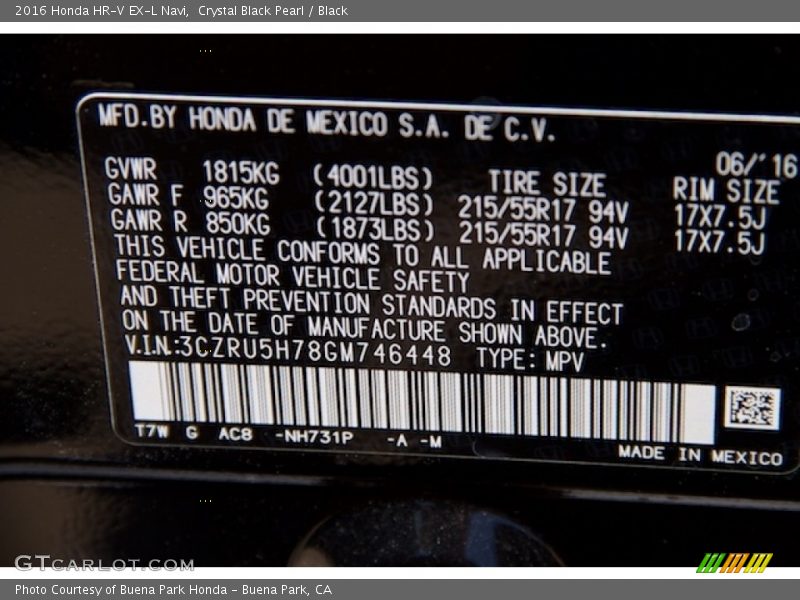 2016 Honda HR-V EX-L Navi,  Crystal Black Pearl / Black
MFD.BY HONDA DE MEXICO S.A. DE C.V.
06/'16
GVWR 1815KG (4001LBS) TIRE SIZE RIM SIZE
GAWR F 965KG (2127LBS) 215/55R17 94V 17X7.5J
GAWR R 850KG (1873LBS) 215/55R17 94V 17X7.5J
THIS VEHICLE CONFORMS TO ALL APPLICABLE
FEDERAL MOTOR VEHICLE SAFETY
AND THEFT PREVENTION STANDARDS IN EFFECT
ON THE DATE OF MANUFACTURE SHOWN ABOVE.
V.I.N:3CZRU5H78GM746448 TYPE:MPV
T7W G AC8 -NH731P -A -M
MADE IN MEXICO
GTCARLOT.COM
Photo Courtesy of Buena Park Honda - Buena Park, CA